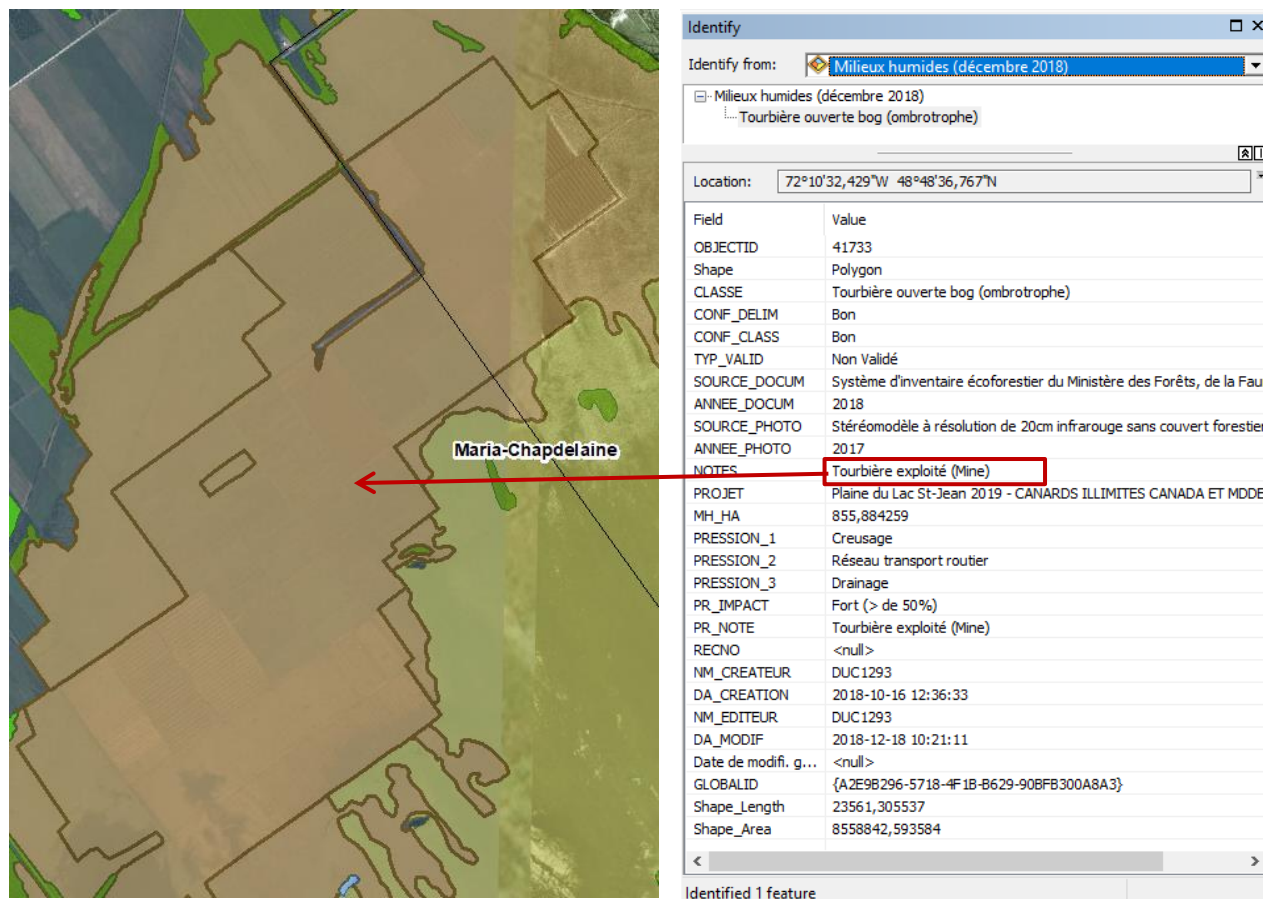 Maria-Chapdelaine
Identify
Identify from: Milieux humides (décembre 2018)
Milieux humides (décembre 2018)
Tourbière ouverte bog (ombrotrophe)
Location: 72°10'32,429"W 48°48'36,767"N
Field Value
OBJECTID 41733
Shape Polygon
CLASSE Tourbière ouverte bog (ombrotrophe)
CONF_DELIM Bon
CONF_CLASS Bon
TYP_VALID Non Validé
SOURCE_DOCUM Système d'inventaire écoforestier du Ministère des Forêts, de la Fau
ANNEE_DOCUM 2018
SOURCE_PHOTO Stéréomodèle à résolution de 20cm infrarouge sans couvert forestier
ANNEE_PHOTO 2017
NOTES Tourbière exploité (Mine)
PROJET Plaine du Lac St-Jean 2019 - CANARDS ILLIMITES CANADA ET MDDE
MH_HA 855,884259
PRESSION_1 Creusage
PRESSION_2 Réseau transport routier
PRESSION_3 Drainage
PR_IMPACT Fort (> de 50%)
PR_NOTE Tourbière exploité (Mine)
RECNO <null>
NM_CREATEUR DUC1293
DA_CREATION 2018-10-16 12:36:33
NM_EDITEUR DUC1293
DA_MODIF 2018-12-18 10:21:11
Date de modifi. g... <null>
GLOBALID {A2E9B296-5718-4F1B-B629-90BFB300A8A3}
Shape_Length 23561,305537
Shape_Area 8558842,593584
Identified 1 feature